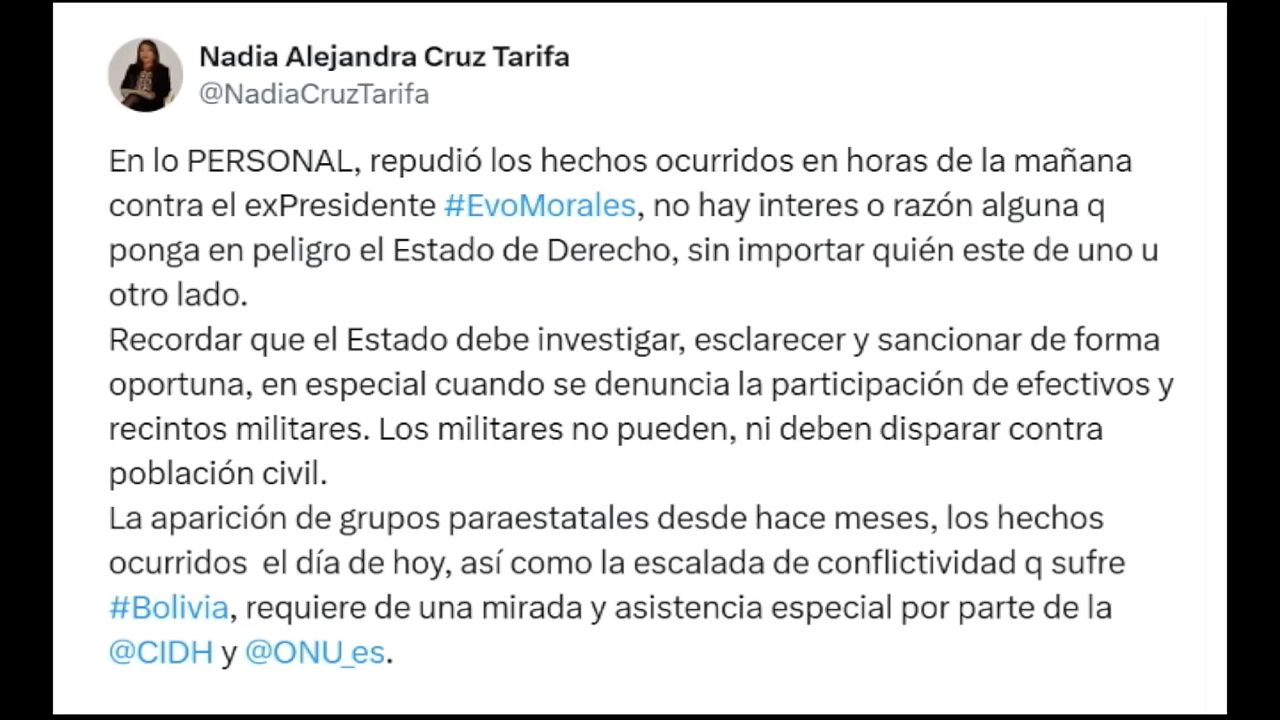 Nadia Alejandra Cruz Tarifa
@NadiaCruzTarifa
En lo PERSONAL, repudió los hechos ocurridos en horas de la mañana
contra el exPresidente #EvoMorales, no hay interes o razón alguna q
ponga en peligro el Estado de Derecho, sin importar quién este de uno u
otro lado.
Recordar que el Estado debe investigar, esclarecer y sancionar de forma
oportuna, en especial cuando se denuncia la participación de efectivos y
recintos militares. Los militares no pueden, ni deben disparar contra
población civil.
La aparición de grupos paraestatales desde hace meses, los hechos
ocurridos  el día de hoy, así como la escalada de conflictividad q sufre
#Bolivia, requiere de una mirada y asistencia especial por parte de la
@CIDH y @ONU_es.